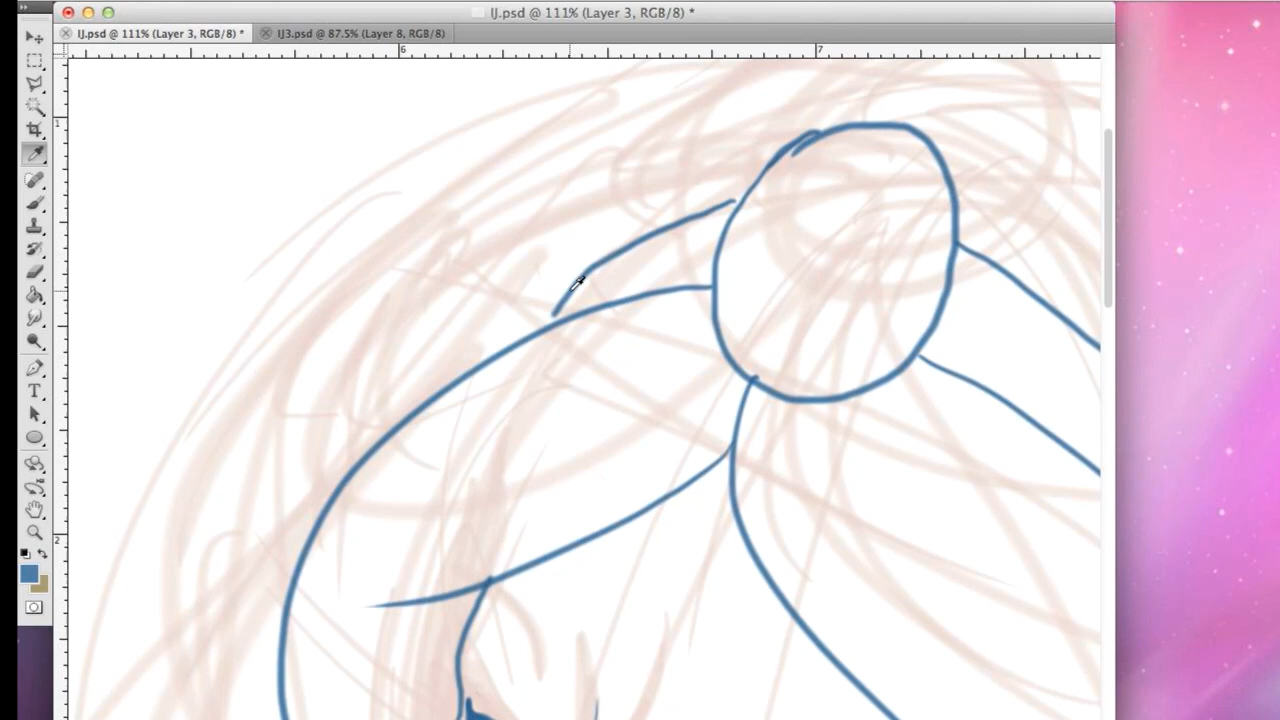 IJ.psd @ 111% (Layer 3, RGB/8) *
IJ.psd @ 111% (Layer 3, RGB/8) *
IJ3.psd @ 87.5% (Layer 8, RGB/8)
6
7
1
2
T